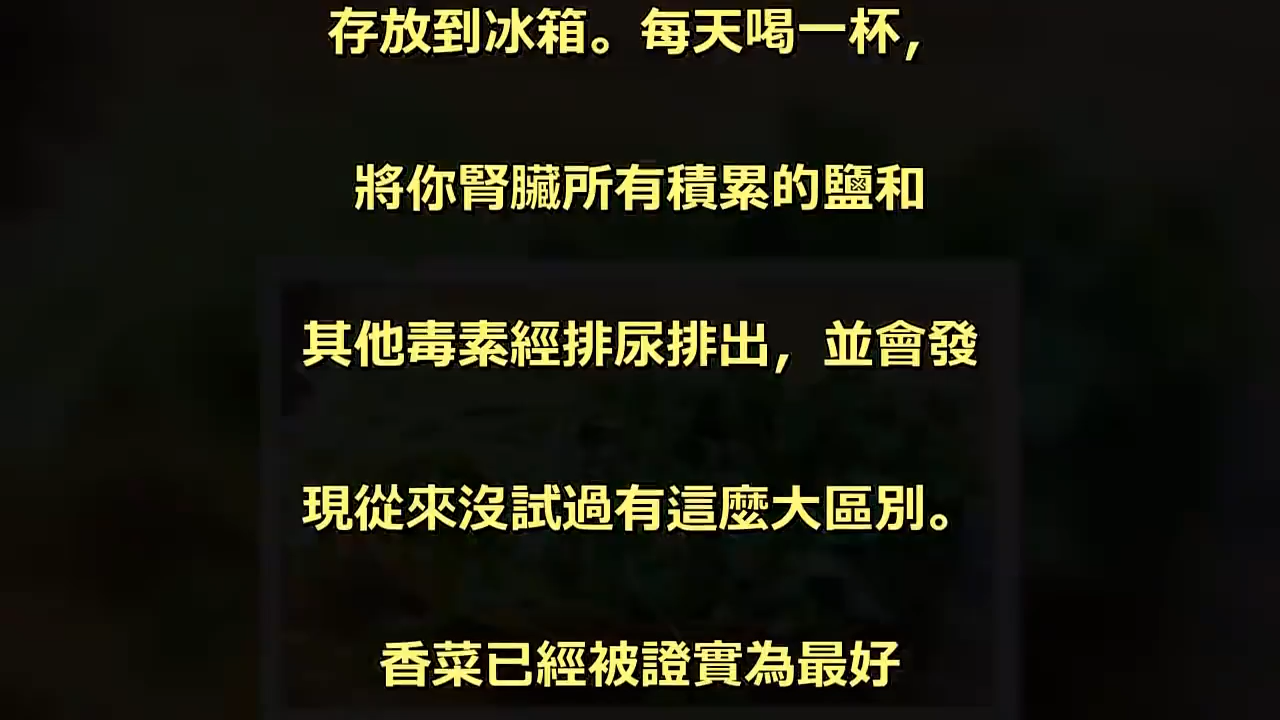 存放到冰箱。每天喝一杯，
將你腎臟所有積累的鹽和
其他毒素經排尿排出，並會發
現從來沒試過有這麼大區別。
香菜已經被證實為最好